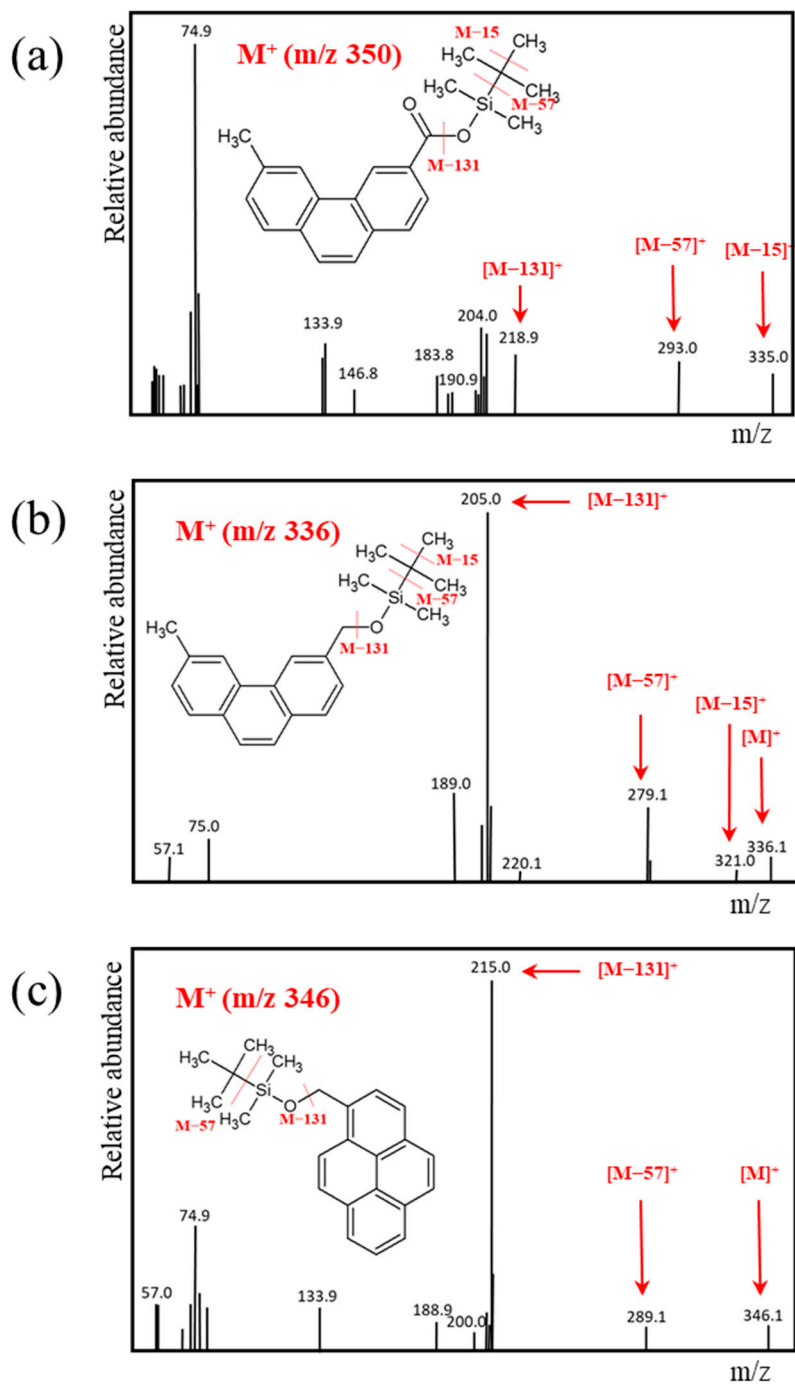 (a)
Relative abundance
74.9
M⁺ (m/z 350)
M−15
CH₃
H₃C
CH₃
H₃C
Si
M−57
O
O
CH₃
M−131
H₃C
[M−131]⁺
[M−57]⁺
[M−15]⁺
133.9
146.8
183.8
190.9
204.0
218.9
293.0
335.0
m/z
(b)
Relative abundance
205.0
[M−131]⁺
M⁺ (m/z 336)
CH₃
H₃C
M−15
H₃C
CH₃
Si
M−57
CH₃
O
H₃C
M−131
[M−57]⁺
[M−15]⁺
[M]⁺
57.1
75.0
189.0
220.1
279.1
321.0
336.1
m/z
(c)
Relative abundance
215.0
[M−131]⁺
M⁺ (m/z 346)
CH₃
H₃C
CH₃
H₃C
Si
O
M−57
H₃C
M−131
[M−57]⁺
[M]⁺
57.0
74.9
133.9
188.9
200.0
289.1
346.1
m/z